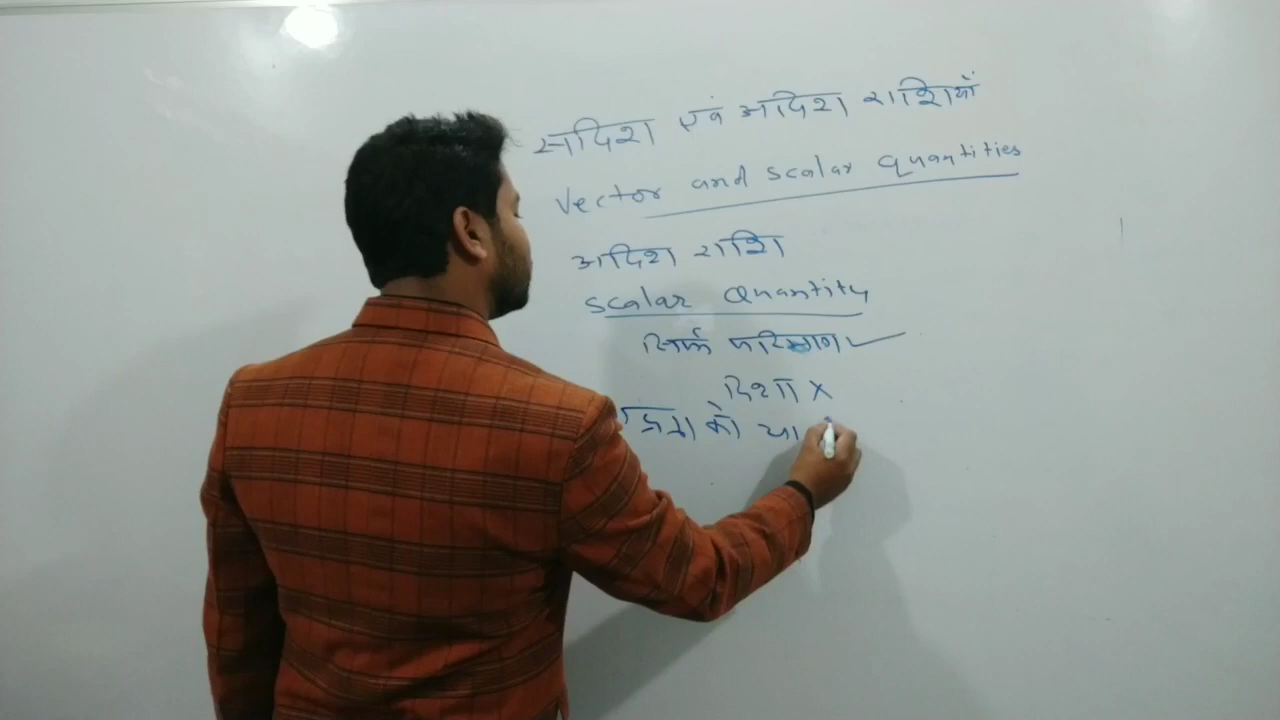 सदिश एवं अदिश राशियाँ
Vector and scalar quantities
अदिश राशि
scalar Quantity
सिर्फ परिमाण ✓
दिशा ×
को